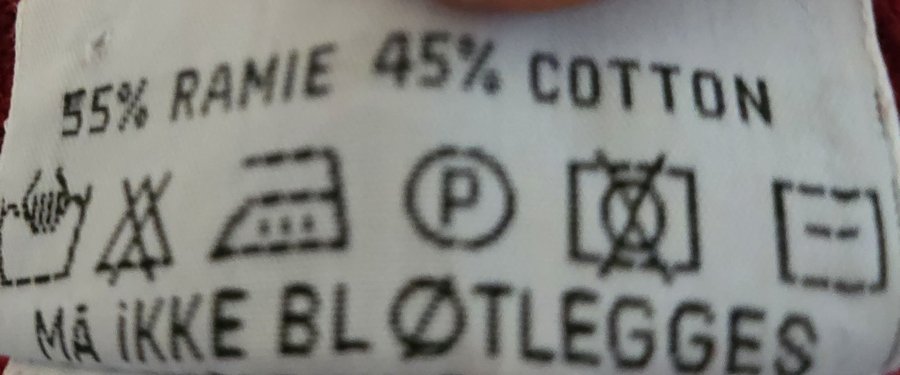 55% RAMIE 45% COTTON
P
MÅ iKKE BLØTLEGGES